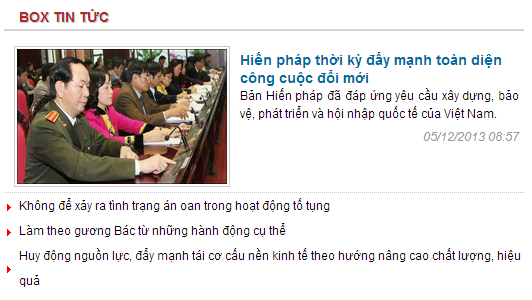 BOX TIN TỨC
Hiến pháp thời kỳ đẩy mạnh toàn diện
công cuộc đổi mới
Bản Hiến pháp đã đáp ứng yêu cầu xây dựng, bảo
vệ, phát triển và hội nhập quốc tế của Việt Nam.
05/12/2013 08:57
Không để xảy ra tình trạng án oan trong hoạt động tố tụng
Làm theo gương Bác từ những hành động cụ thể
Huy động nguồn lực, đẩy mạnh tái cơ cấu nền kinh tế theo hướng nâng cao chất lượng, hiệu
quả